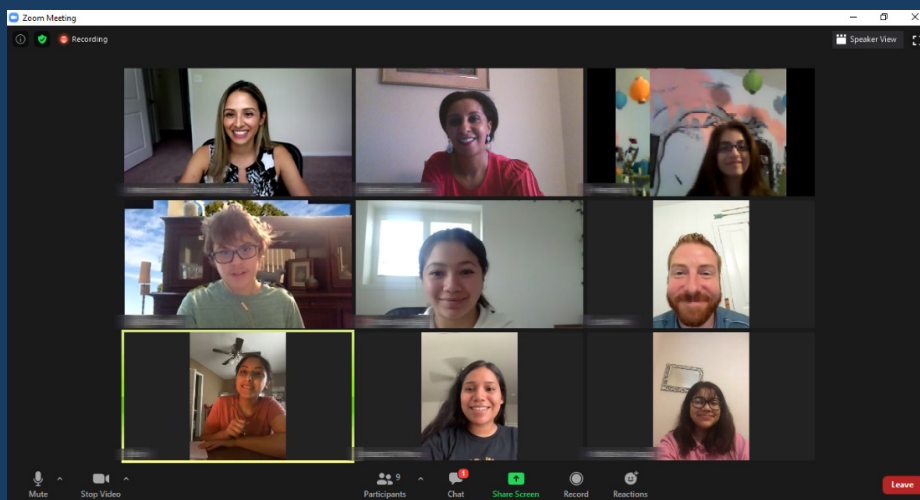 Zoom Meeting
Recording
Speaker View
9
1
Mute
Stop Video
Participants
Chat
Share Screen
Record
Reactions
Leave